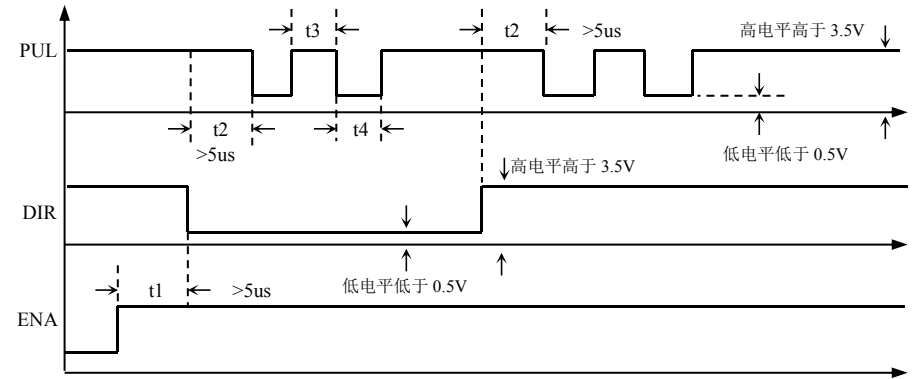 高电平高于 3.5V
t3
t2
>5us
PUL
t2
t4
>5us
低电平低于 0.5V
高电平高于 3.5V
DIR
低电平低于 0.5V
t1
>5us
ENA